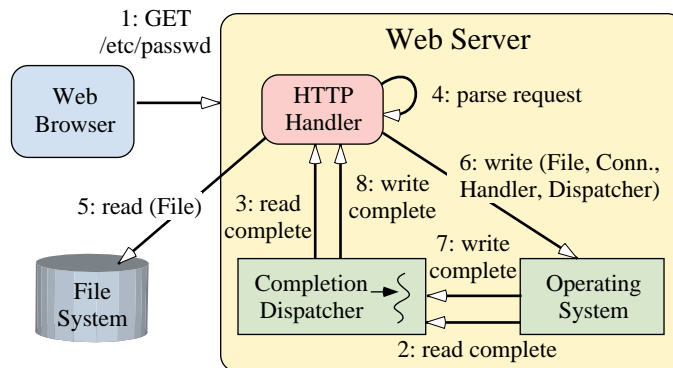 1: GET
/etc/passwd
Web Server
Web
Browser
HTTP
Handler
4: parse request
5: read (File)
3: read
complete
8: write
complete
6: write (File, Conn.,
Handler, Dispatcher)
7: write
complete
File
System
Completion
Dispatcher
Operating
System
2: read complete